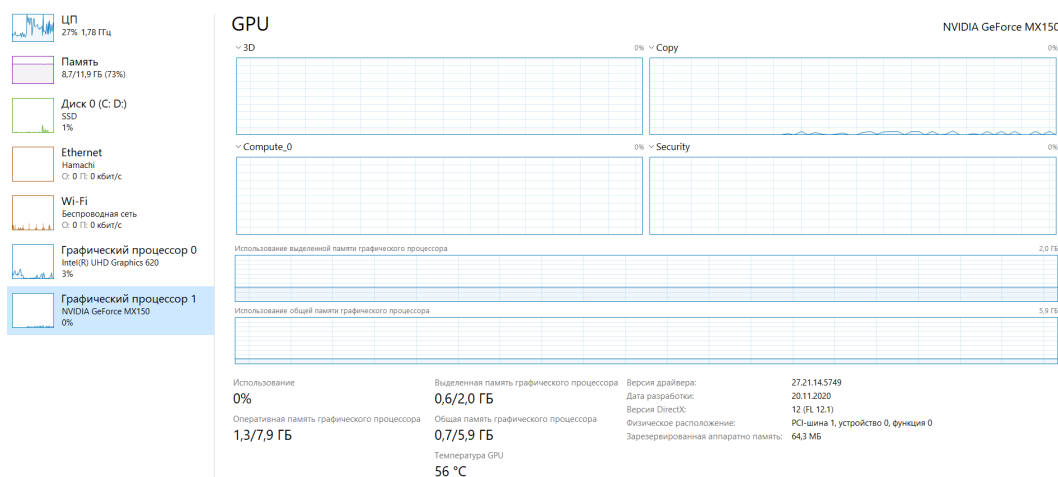 ЦП
27% 1,78 ГГц
Память
8,7/11,9 ГБ (73%)
Диск 0 (C: D:)
SSD
1%
Ethernet
Hamachi
О: 0 П: 0 кбит/с
Wi-Fi
Беспроводная сеть
О: 0 П: 0 кбит/с
Графический процессор 0
Intel(R) UHD Graphics 620
3%
Графический процессор 1
NVIDIA GeForce MX150
0%
GPU
NVIDIA GeForce MX150
3D 0%
Copy 0%
Compute_0 0%
Security 0%
Использование выделенной памяти графического процессора 2,0 ГБ
Использование общей памяти графического процессора 5,9 ГБ
Использование
0%
Оперативная память графического процессора
1,3/7,9 ГБ
Выделенная память графического процессора
0,6/2,0 ГБ
Общая память графического процессора
0,7/5,9 ГБ
Температура GPU
56 °C
Версия драйвера: 27.21.14.5749
Дата разработки: 20.11.2020
Версия DirectX: 12 (FL 12.1)
Физическое расположение: PCI-шина 1, устройство 0, функция 0
Зарезервированная аппаратно память: 64,3 МБ